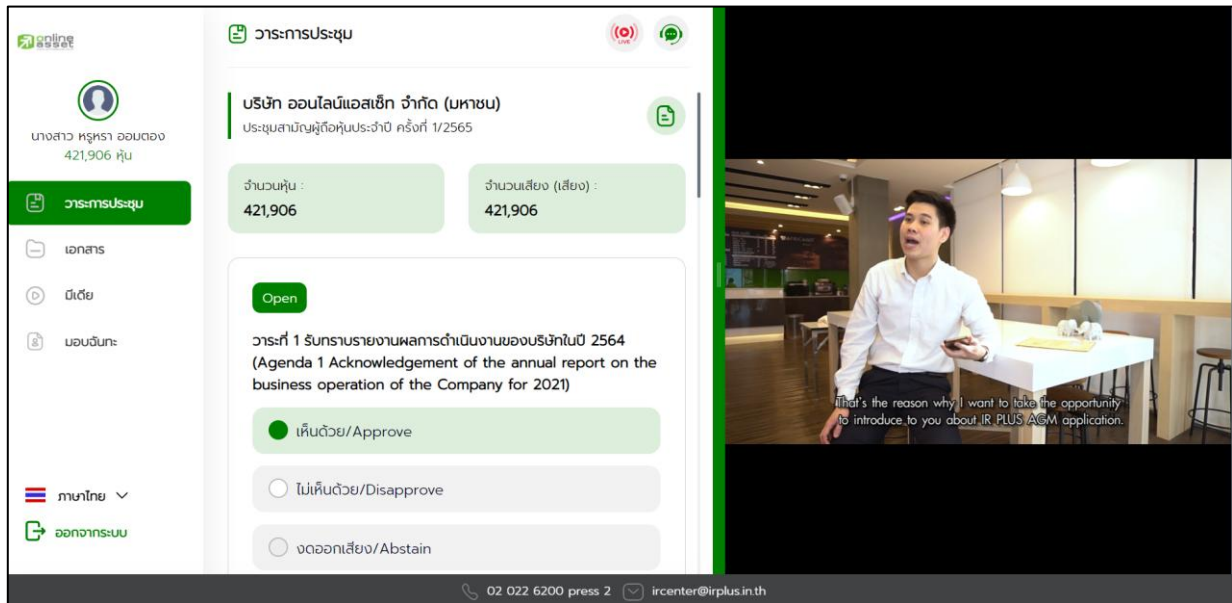 online
asset
นางสาว หรูหรา ออมตอง
421,906 หุ้น
วาระการประชุม
เอกสาร
มีเดีย
มอบฉันทะ
ภาษาไทย
ออกจากระบบ
วาระการประชุม
LIVE
บริษัท ออนไลน์แอสเซ็ท จำกัด (มหาชน)
ประชุมสามัญผู้ถือหุ้นประจำปี ครั้งที่ 1/2565
จำนวนหุ้น :
421,906
จำนวนเสียง (เสียง) :
421,906
Open
วาระที่ 1 รับทราบรายงานผลการดำเนินงานของบริษัทในปี 2564
(Agenda 1 Acknowledgement of the annual report on the
business operation of the Company for 2021)
เห็นด้วย/Approve
ไม่เห็นด้วย/Disapprove
งดออกเสียง/Abstain
That's the reason why I want to take the opportunity
to introduce to you about IR PLUS AGM application.
02 022 6200 press 2
ircenter@irplus.in.th